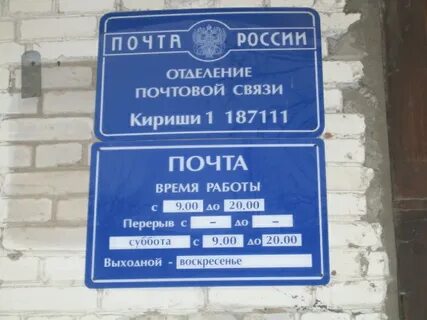 ПОЧТА РОССИИ
ОТДЕЛЕНИЕ
ПОЧТОВОЙ СВЯЗИ
Кириши 1 187111
ПОЧТА
ВРЕМЯ РАБОТЫ
с 9.00 до 20.00
Перерыв с - до -
суббота с 9.00 до 20.00
Выходной - воскресенье